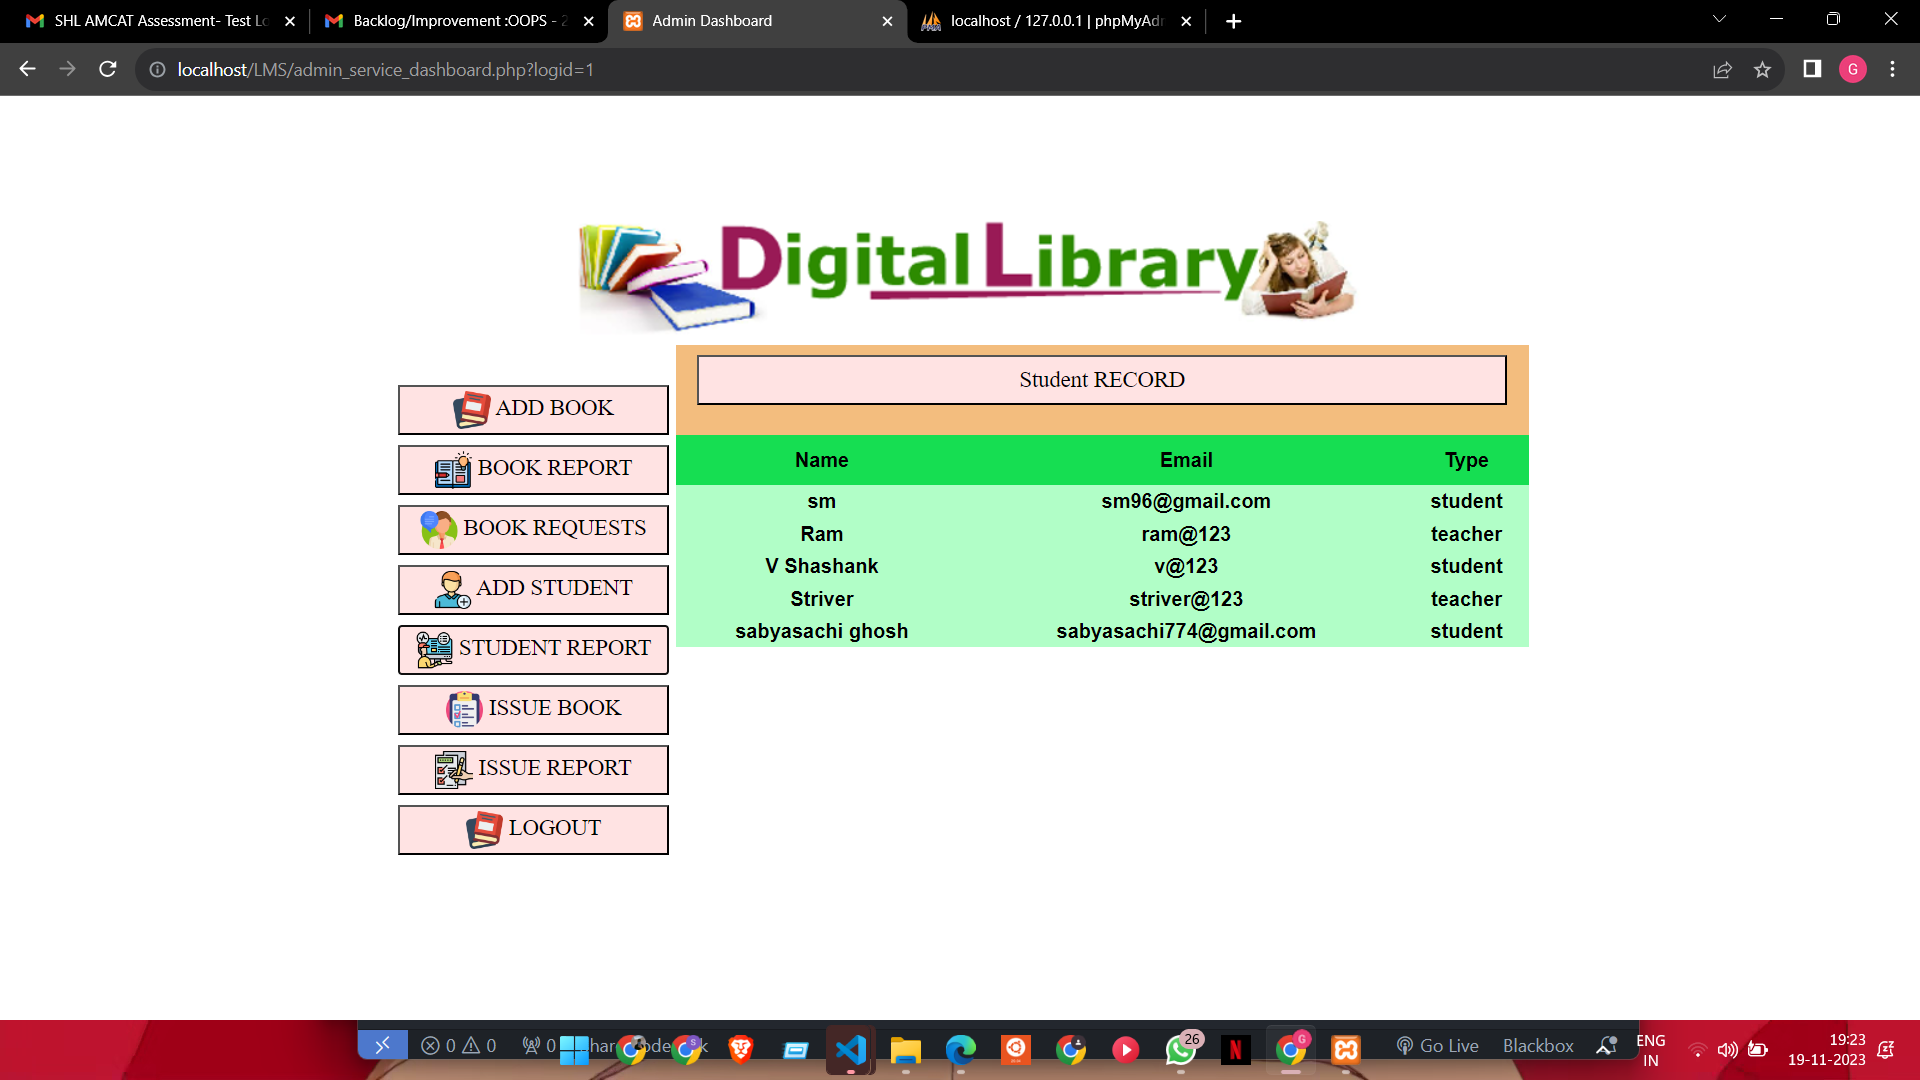 SHL AMCAT Assessment- Test Lo
Backlog/Improvement :OOPS - 2
Admin Dashboard
localhost / 127.0.0.1 | phpMyAdm
localhost/LMS/admin_service_dashboard.php?logid=1
G
Digital Library
ADD BOOK
BOOK REPORT
BOOK REQUESTS
ADD STUDENT
STUDENT REPORT
ISSUE BOOK
ISSUE REPORT
LOGOUT
Student RECORD
Name Email Type
sm sm96@gmail.com student
Ram ram@123 teacher
V Shashank v@123 student
Striver striver@123 teacher
sabyasachi ghosh sabyasachi774@gmail.com student
0 0 0
S
26
N
G
Go Live
Blackbox
ENG
IN
19:23
19-11-2023